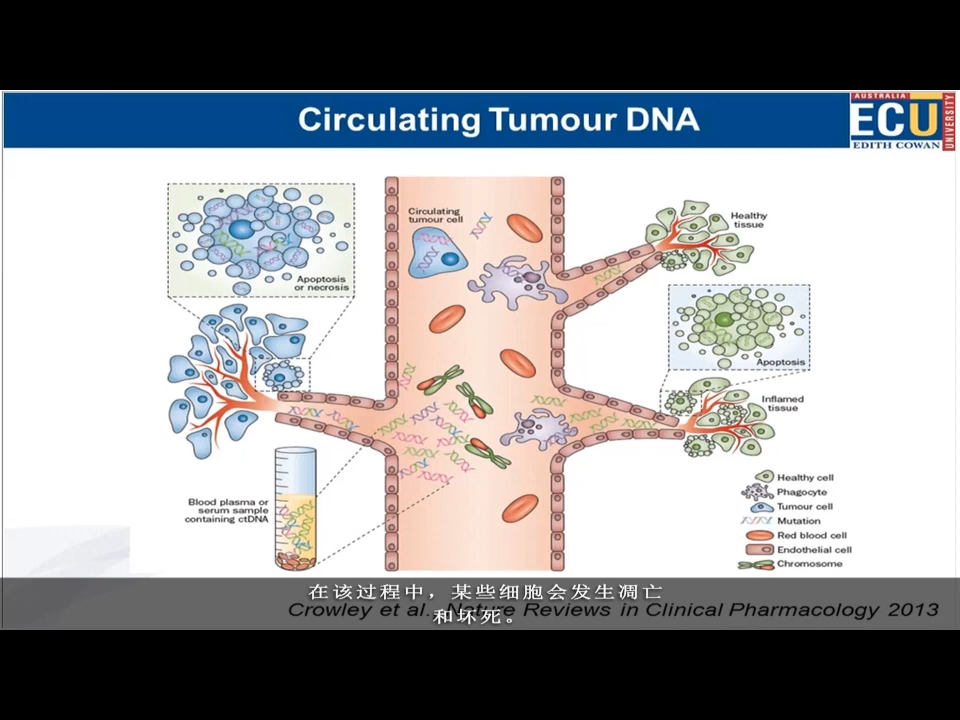 Circulating Tumour DNA
AUSTRALIA
ECU
EDITH COWAN
UNIVERSITY
Circulating
tumour cell
Healthy
tissue
Apoptosis
or necrosis
Apoptosis
Inflamed
tissue
Blood plasma or
serum sample
containing ctDNA
Healthy cell
Phagocyte
Tumour cell
Mutation
Red blood cell
Endothelial cell
Chromosome
在该过程中，某些细胞会发生凋亡
和坏死。
Crowley et al., Nature Reviews in Clinical Pharmacology 2013